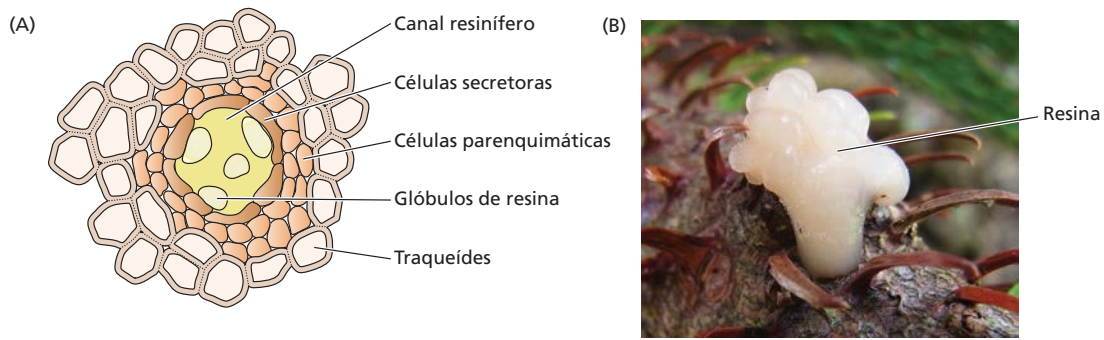 (A)
Canal resinífero
Células secretoras
Células parenquimáticas
Glóbulos de resina
Traqueídes
(B)
Resina